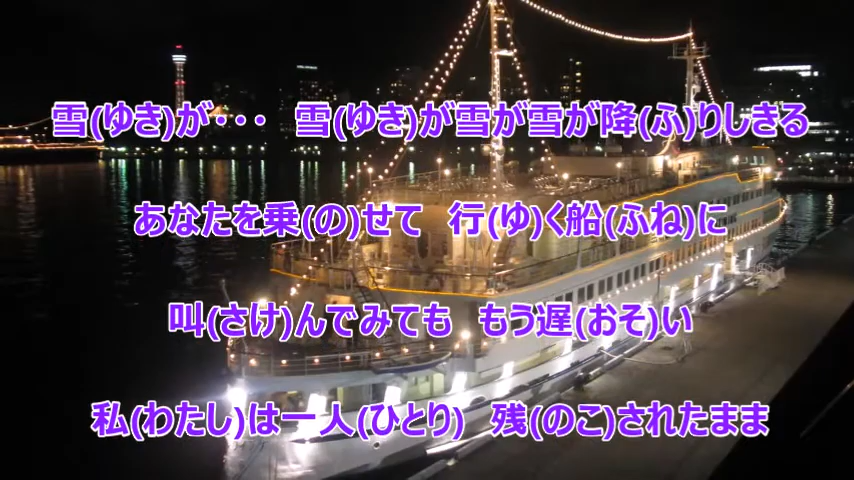 雪(ゆき)が・・・　雪(ゆき)が雪が雪が降(ふ)りしきる
あなたを乗(の)せて　行(ゆ)く船(ふね)に
叫(さけ)んでみても　もう遅(おそ)い
私(わたし)は一人(ひとり)　残(のこ)されたまま